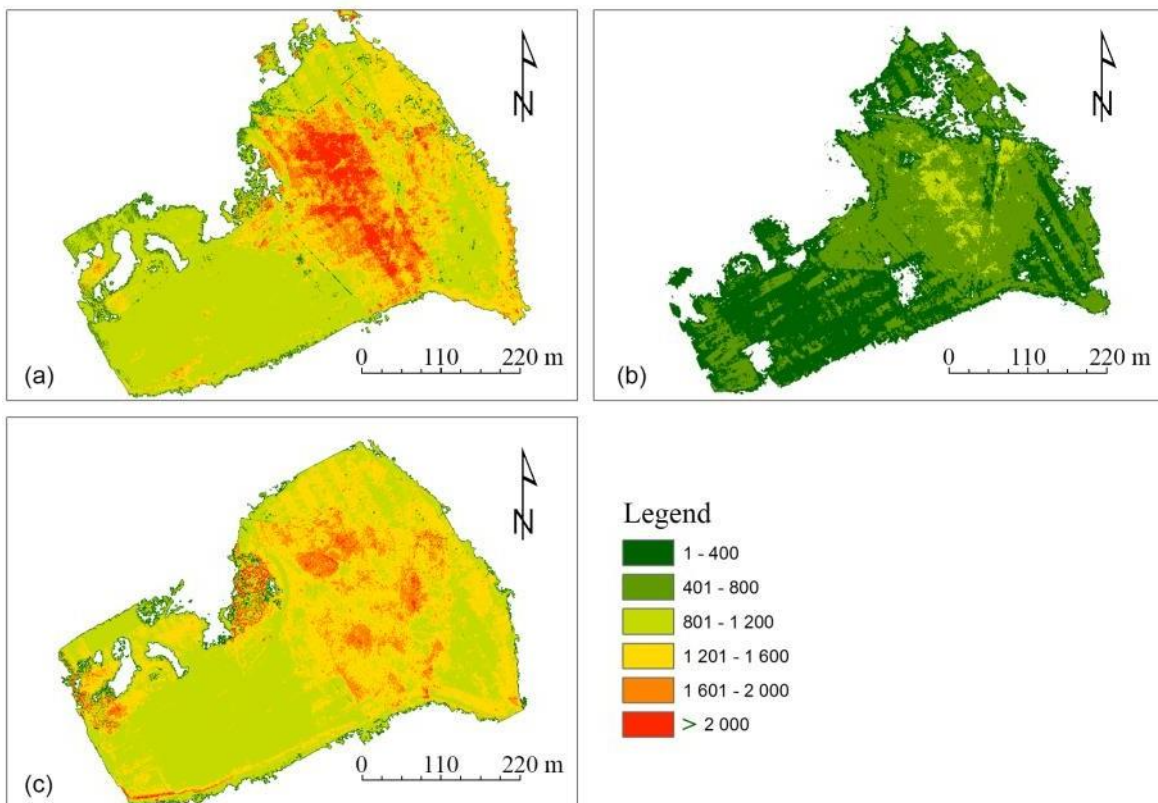 N
(a)
0 110 220 m
N
(b)
0 110 220 m
N
(c)
0 110 220 m
Legend
1 - 400
401 - 800
801 - 1 200
1 201 - 1 600
1 601 - 2 000
> 2 000